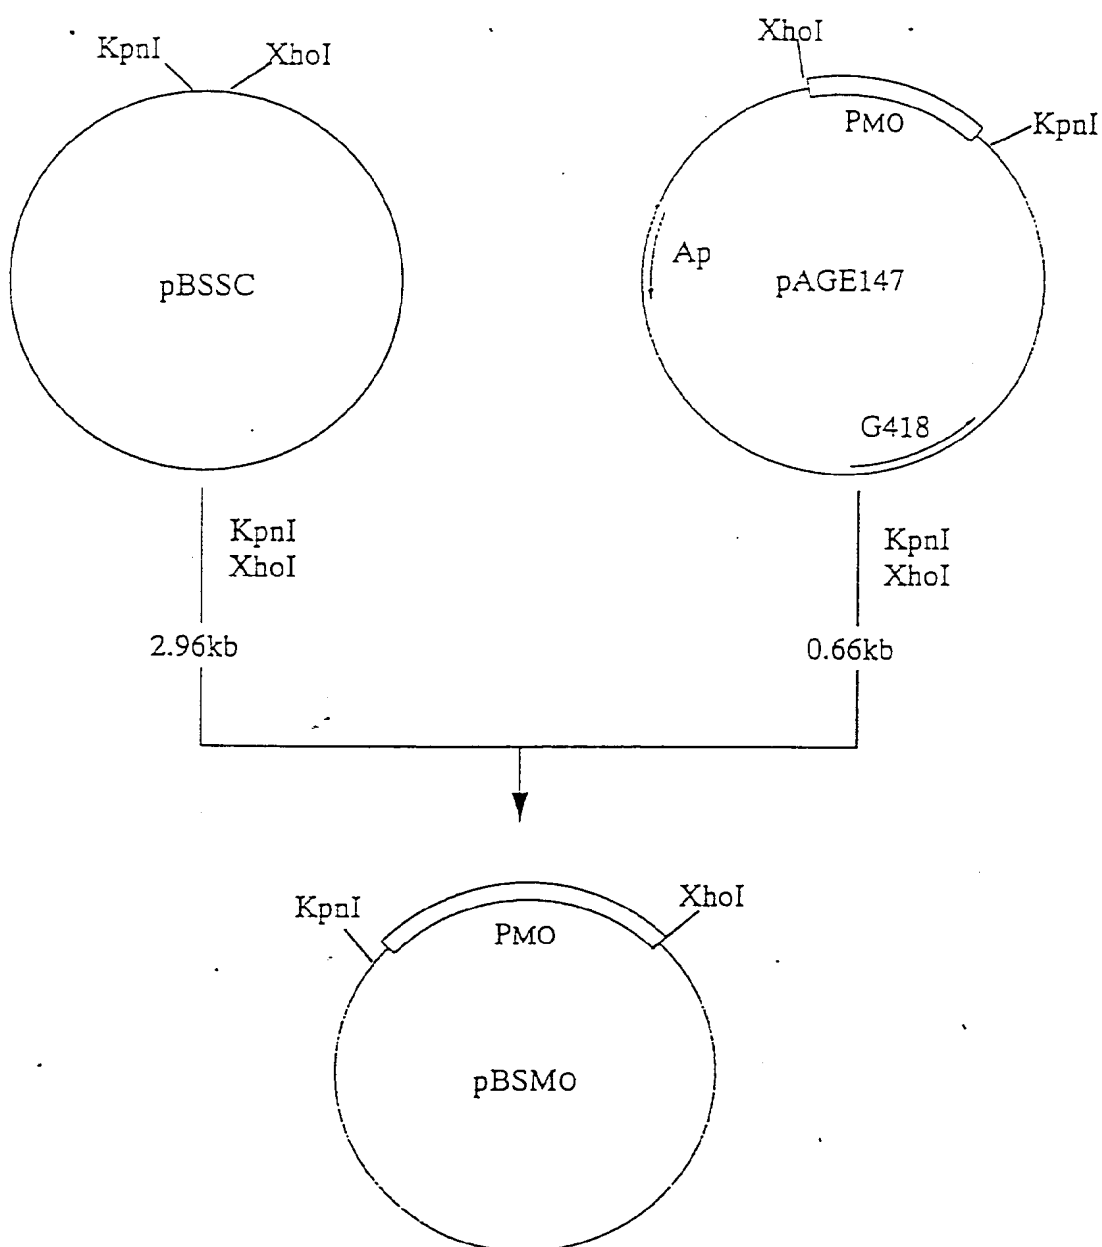 KpnI
XhoI
pBSSC
XhoI
PMO
KpnI
Ap
pAGE147
G418
KpnI
XhoI
2.96kb
KpnI
XhoI
0.66kb
KpnI
PMO
XhoI
pBSMo